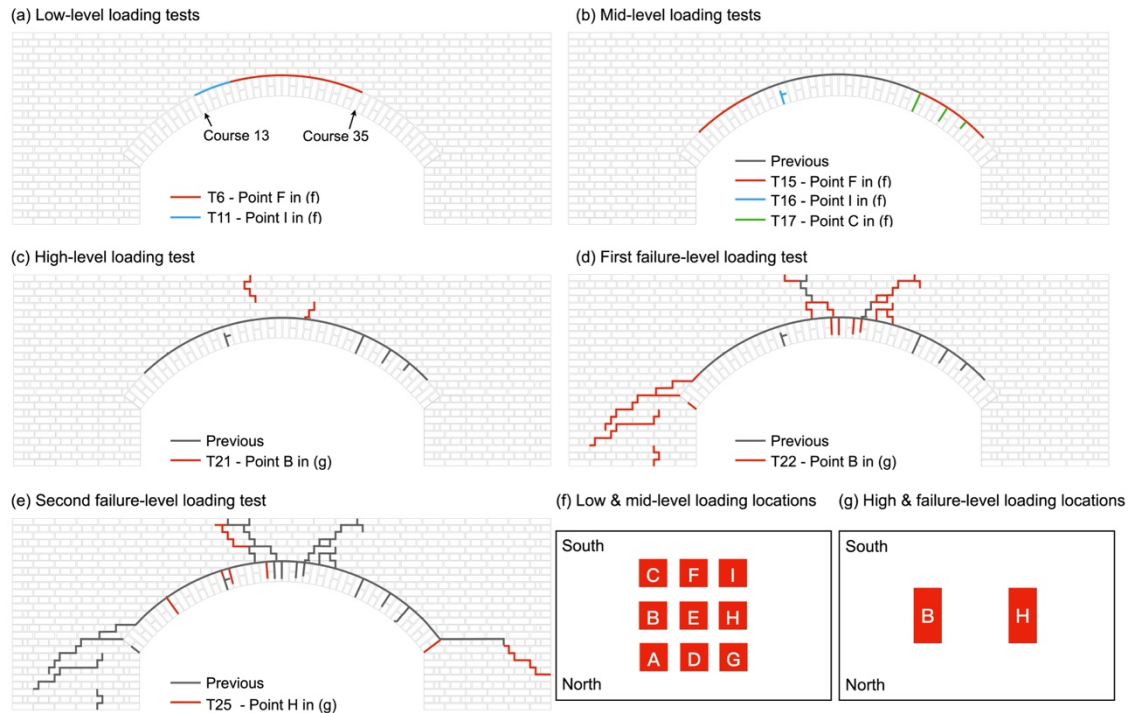 (a) Low-level loading tests
Course 13
Course 35
T6 - Point F in (f)
T11 - Point I in (f)
(b) Mid-level loading tests
Previous
T15 - Point F in (f)
T16 - Point I in (f)
T17 - Point C in (f)
(c) High-level loading test
Previous
T21 - Point B in (g)
(d) First failure-level loading test
Previous
T22 - Point B in (g)
(e) Second failure-level loading test
Previous
T25 - Point H in (g)
(f) Low & mid-level loading locations
South
C F I
B E H
A D G
North
(g) High & failure-level loading locations
South
B H
North